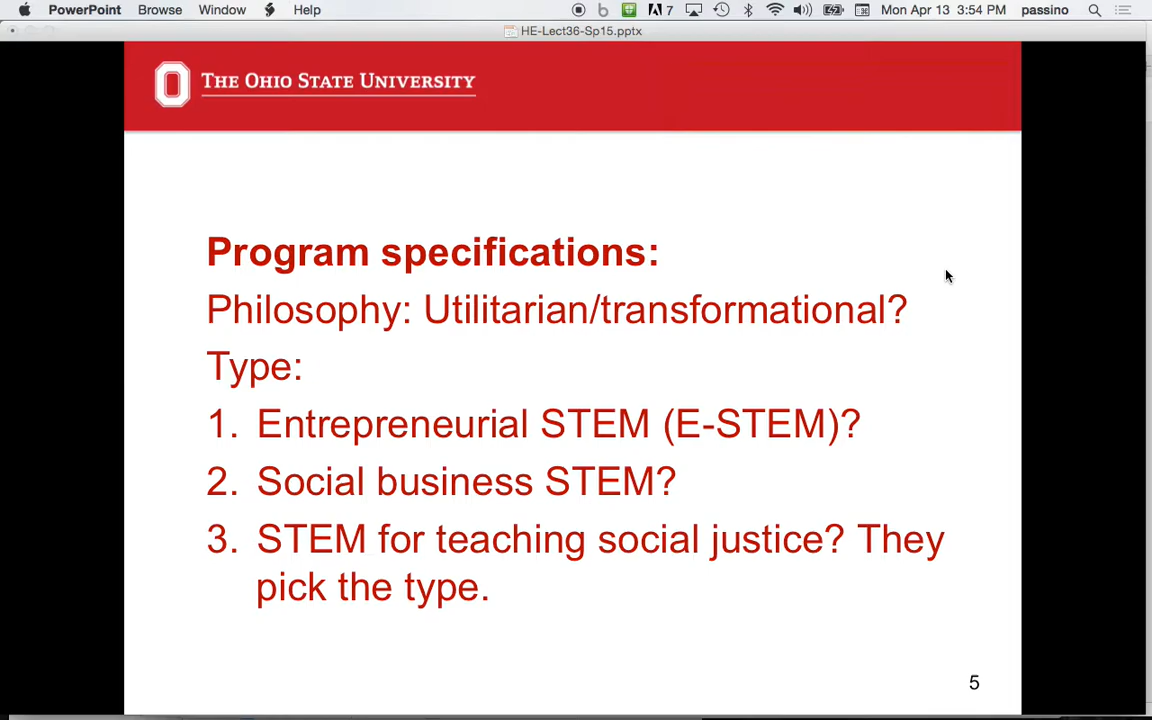 PowerPoint Browse Window Help 7 Mon Apr 13 3:54 PM passino
HE-Lect36-Sp15.pptx
THE OHIO STATE UNIVERSITY
Program specifications:
Philosophy: Utilitarian/transformational?
Type:
1. Entrepreneurial STEM (E-STEM)?
2. Social business STEM?
3. STEM for teaching social justice? They
pick the type.
5